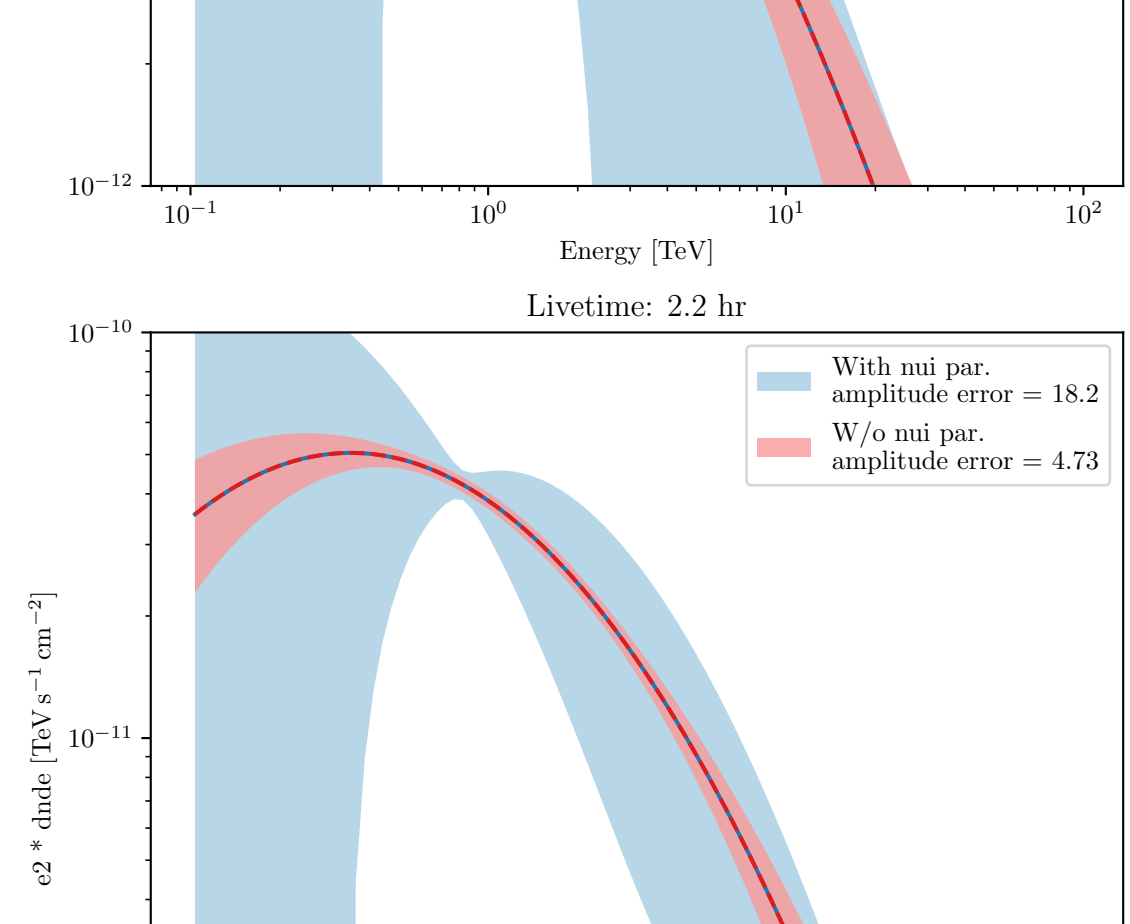 10⁻¹²
10⁻¹ 10⁰ 10¹ 10²
Energy [TeV]
Livetime: 2.2 hr
10⁻¹⁰
With nui par.
amplitude error = 18.2
W/o nui par.
amplitude error = 4.73
10⁻¹¹
e2 * dnde [TeV s⁻¹ cm⁻²]